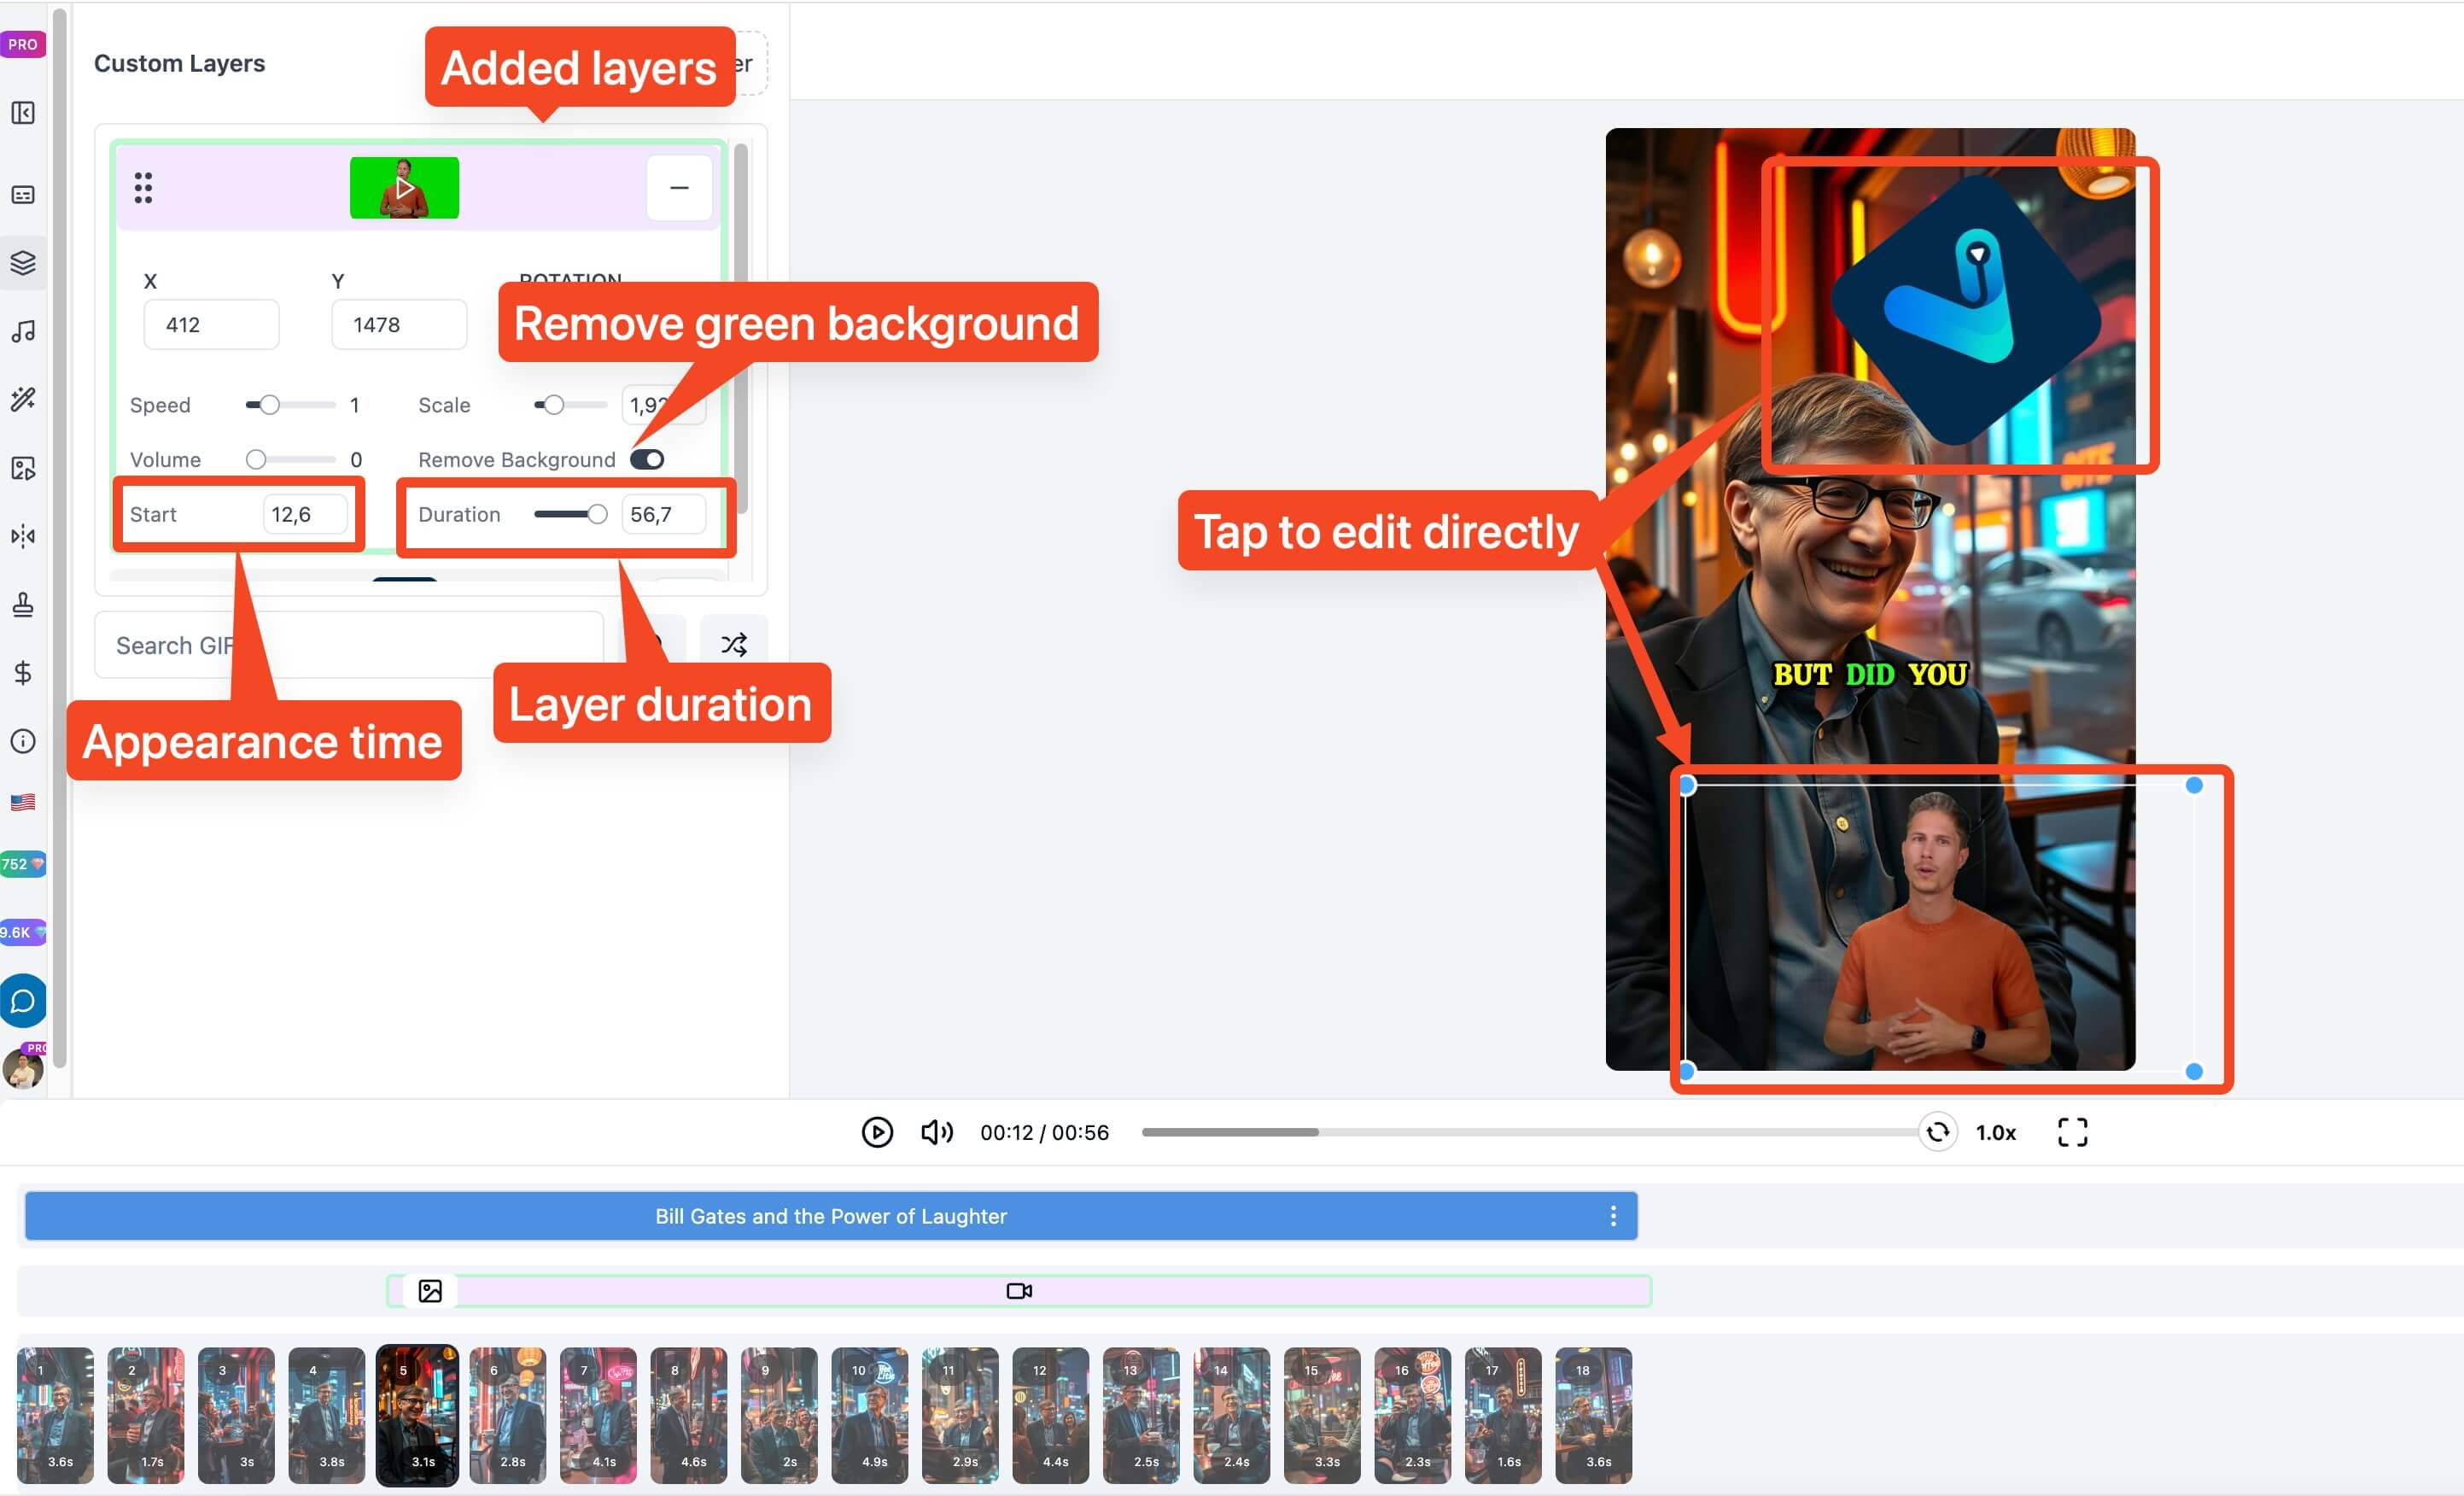 PRO
Custom Layers
Added layers
er
X
Y
ROTATION
412
1478
Remove green background
Speed
1
Scale
1,92
Volume
0
Remove Background
Start
12,6
Duration
56,7
Search GIF
Layer duration
Appearance time
Tap to edit directly
BUT DID YOU
752
9.6K
PRO
00:12 / 00:56
1.0x
Bill Gates and the Power of Laughter
1
2
3
4
5
6
7
8
9
10
11
12
13
14
15
16
17
18
3.6s
1.7s
3s
3.8s
3.1s
2.8s
4.1s
4.6s
2s
4.9s
2.9s
4.4s
2.5s
2.4s
3.3s
2.3s
1.6s
3.6s